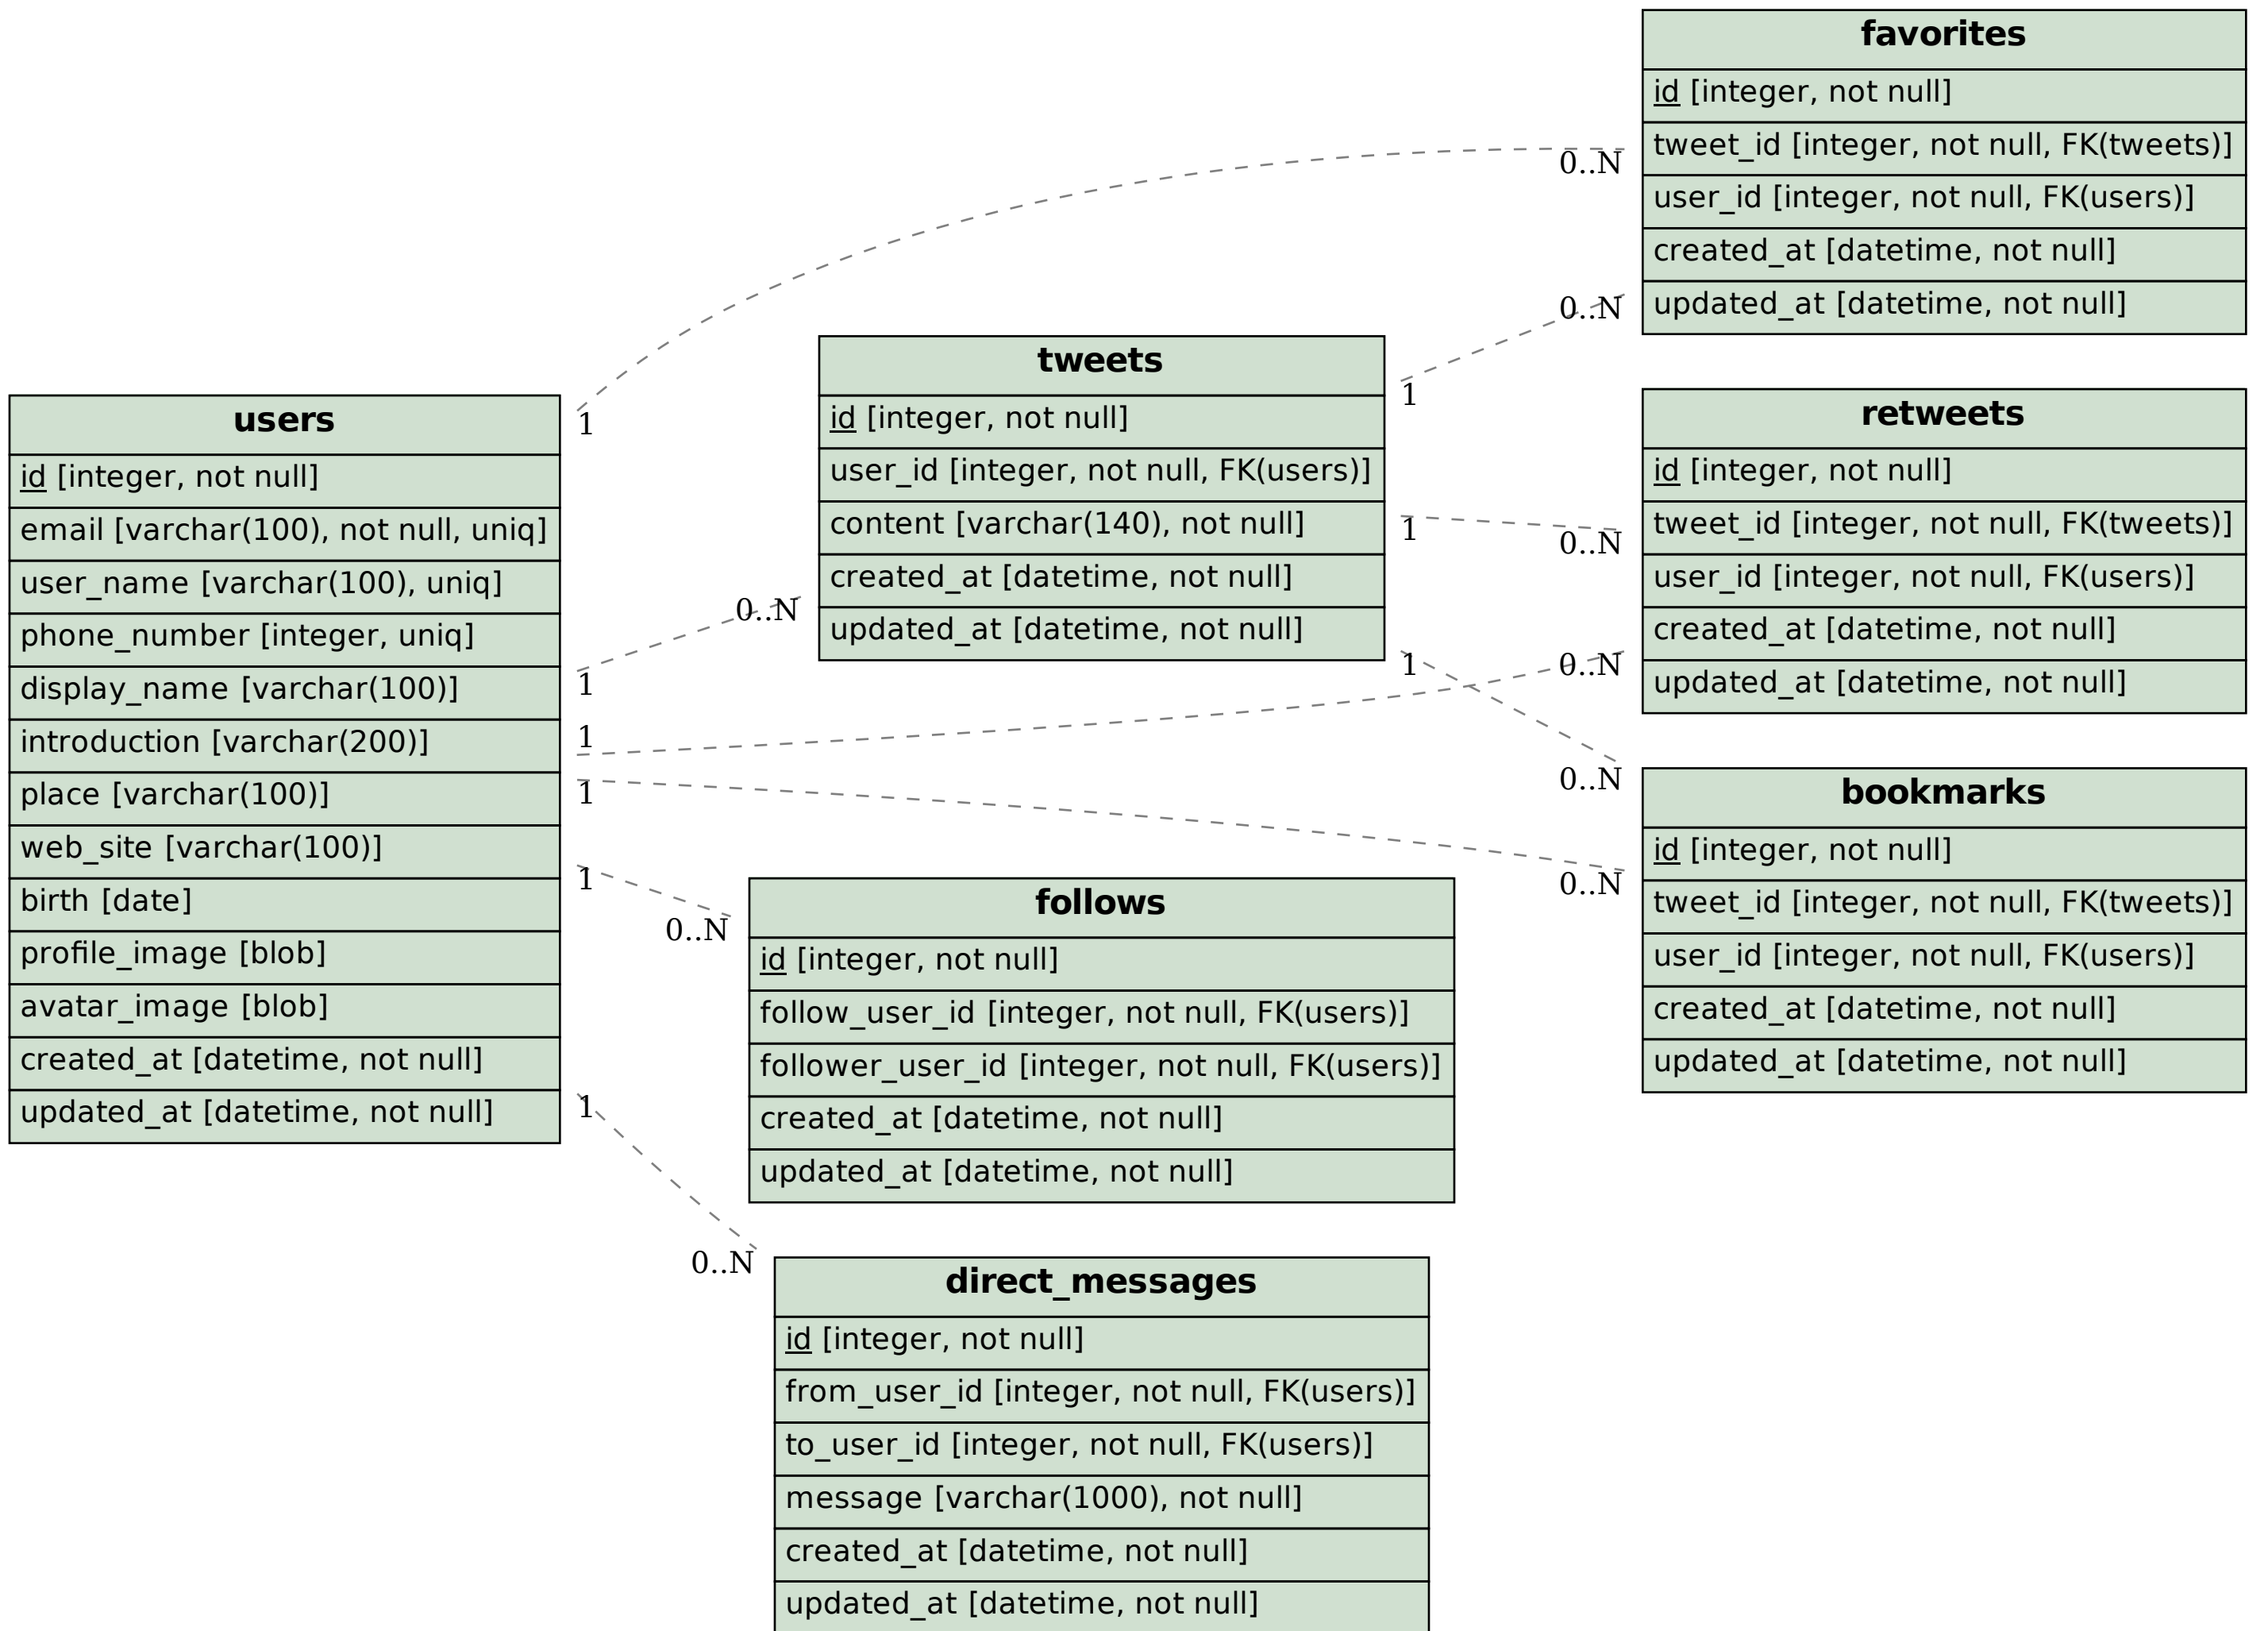 users
id [integer, not null]
email [varchar(100), not null, uniq]
user_name [varchar(100), uniq]
phone_number [integer, uniq]
display_name [varchar(100)]
introduction [varchar(200)]
place [varchar(100)]
web_site [varchar(100)]
birth [date]
profile_image [blob]
avatar_image [blob]
created_at [datetime, not null]
updated_at [datetime, not null]
1
1
1
1
1
1
0..N
0..N
0..N
tweets
id [integer, not null]
user_id [integer, not null, FK(users)]
content [varchar(140), not null]
created_at [datetime, not null]
updated_at [datetime, not null]
1
1
1
follows
id [integer, not null]
follow_user_id [integer, not null, FK(users)]
follower_user_id [integer, not null, FK(users)]
created_at [datetime, not null]
updated_at [datetime, not null]
direct_messages
id [integer, not null]
from_user_id [integer, not null, FK(users)]
to_user_id [integer, not null, FK(users)]
message [varchar(1000), not null]
created_at [datetime, not null]
updated_at [datetime, not null]
0..N
0..N
0..N
0..N
0..N
0..N
favorites
id [integer, not null]
tweet_id [integer, not null, FK(tweets)]
user_id [integer, not null, FK(users)]
created_at [datetime, not null]
updated_at [datetime, not null]
retweets
id [integer, not null]
tweet_id [integer, not null, FK(tweets)]
user_id [integer, not null, FK(users)]
created_at [datetime, not null]
updated_at [datetime, not null]
bookmarks
id [integer, not null]
tweet_id [integer, not null, FK(tweets)]
user_id [integer, not null, FK(users)]
created_at [datetime, not null]
updated_at [datetime, not null]